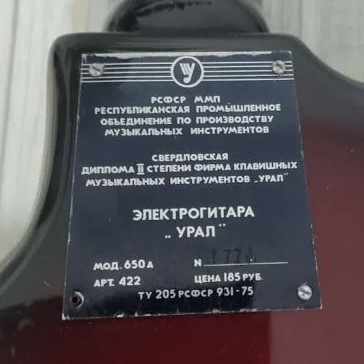 РСФСР ММП
РЕСПУБЛИКАНСКАЯ ПРОМЫШЛЕННОЕ
ОБЪЕДИНЕНИЕ ПО ПРОИЗВОДСТВУ
МУЗЫКАЛЬНЫХ ИНСТРУМЕНТОВ
СВЕРДЛОВСКАЯ
ДИПЛОМА II СТЕПЕНИ ФИРМА КЛАВИШНЫХ
МУЗЫКАЛЬНЫХ ИНСТРУМЕНТОВ „УРАЛ"
ЭЛЕКТРОГИТАРА
„УРАЛ"
МОД. 650А N
АРТ. 422 ЦЕНА 185 РУБ.
ТУ 205 РСФСР 931-75